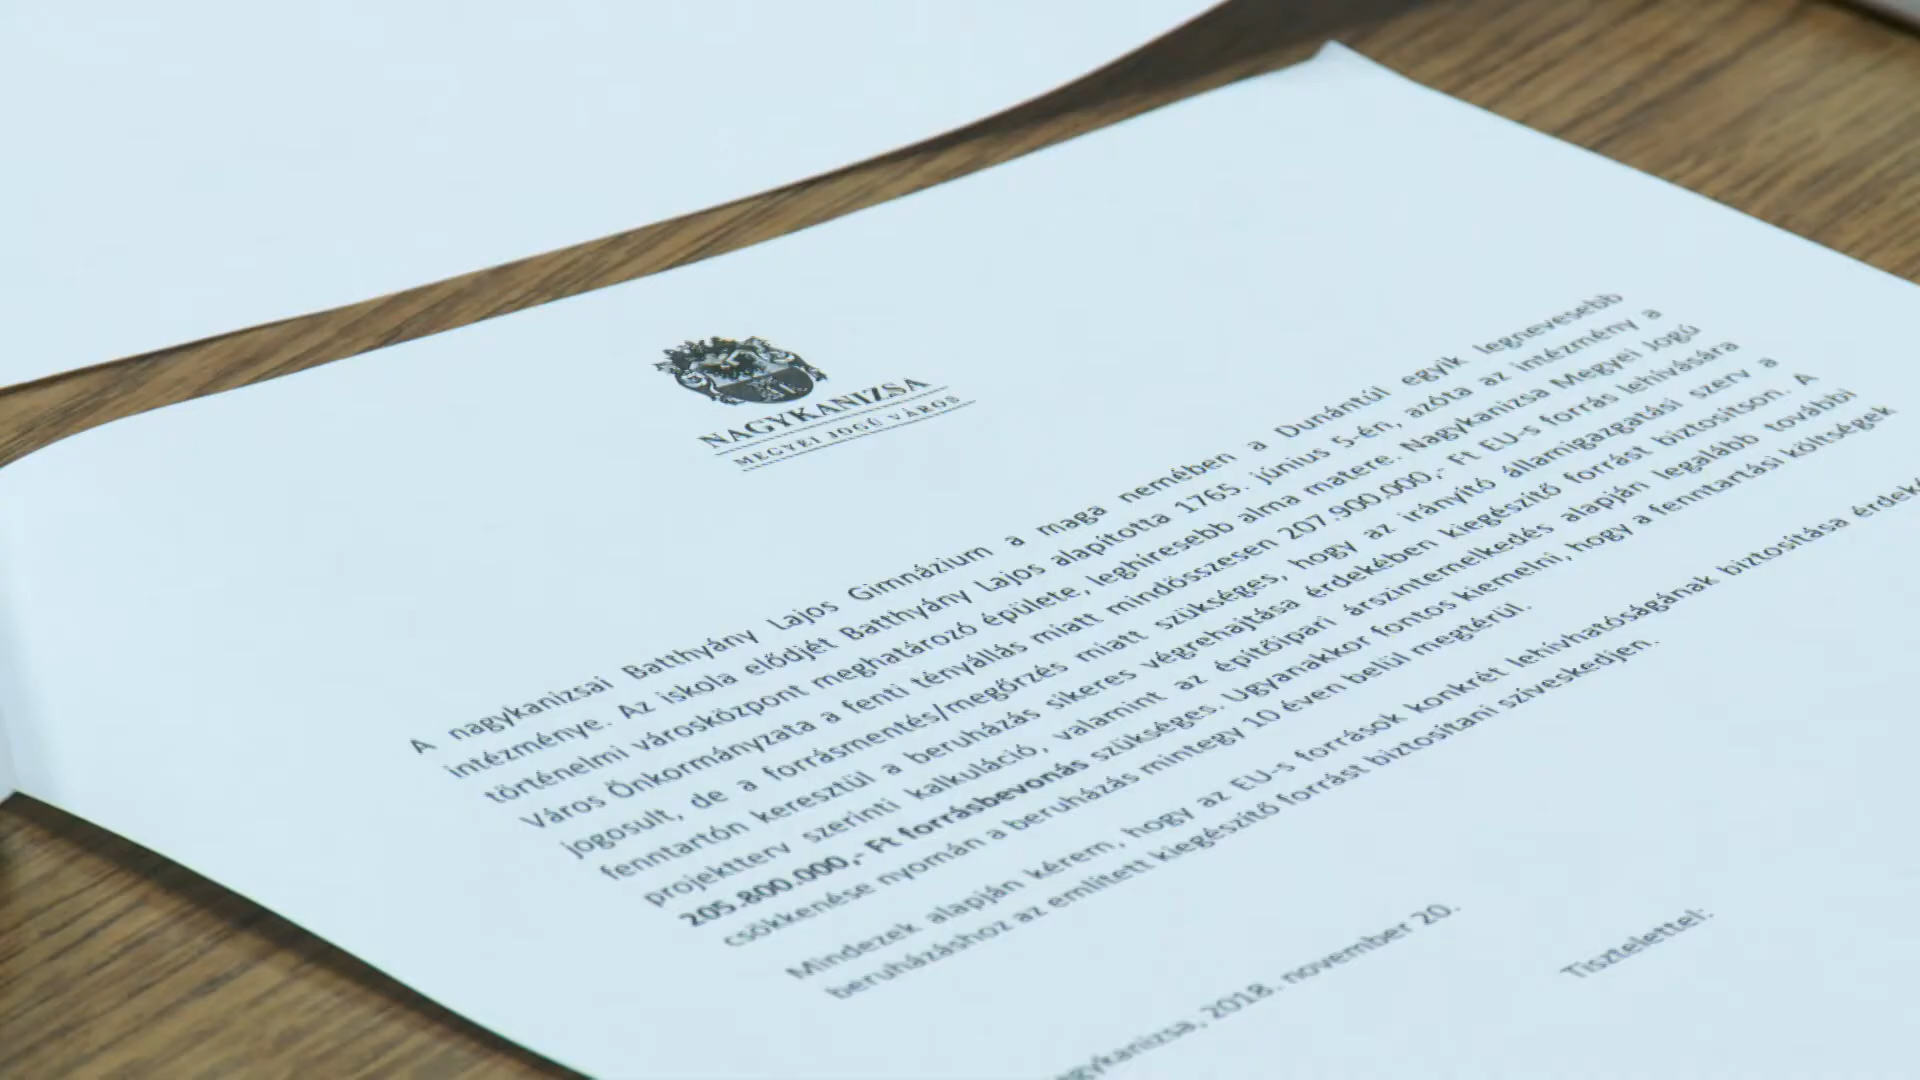 NAGYKANIZSA
MEGYEI JOGÚ VÁROS
A nagykanizsai Batthyány Lajos Gimnázium a maga nemében a Dunántúl egyik legnevesebb
intézménye. Az iskola elődjét Batthyány Lajos alapította 1765. június 5-én, azóta az intézmény a
történelmi városközpont meghatározó épülete, leghíresebb alma matere. Nagykanizsa Megyei Jogú
Város Önkormányzata a fenti tényállás miatt mindösszesen 207.900.000,- Ft EU-s forrás lehívására
jogosult, de a forrásmentés/megőrzés miatt szükséges, hogy az irányító államigazgatási szerv a
fenntartón keresztül a beruházás sikeres végrehajtása érdekében kiegészítő forrást biztosítson. A
projektterv szerinti kalkuláció, valamint az építőipari árszintemelkedés alapján legalább további
205.800.000,- Ft forrásbevonás szükséges. Ugyanakkor fontos kiemelni, hogy a fenntartási költségek
csökkenése nyomán a beruházás mintegy 10 éven belül megtérül.
Mindezek alapján kérem, hogy az EU-s források konkrét lehívhatóságának biztosítása érdeké
beruházáshoz az említett kiegészítő forrást biztosítani szíveskedjen.
gykanizsa, 2018. november 20.
Tisztelettel: